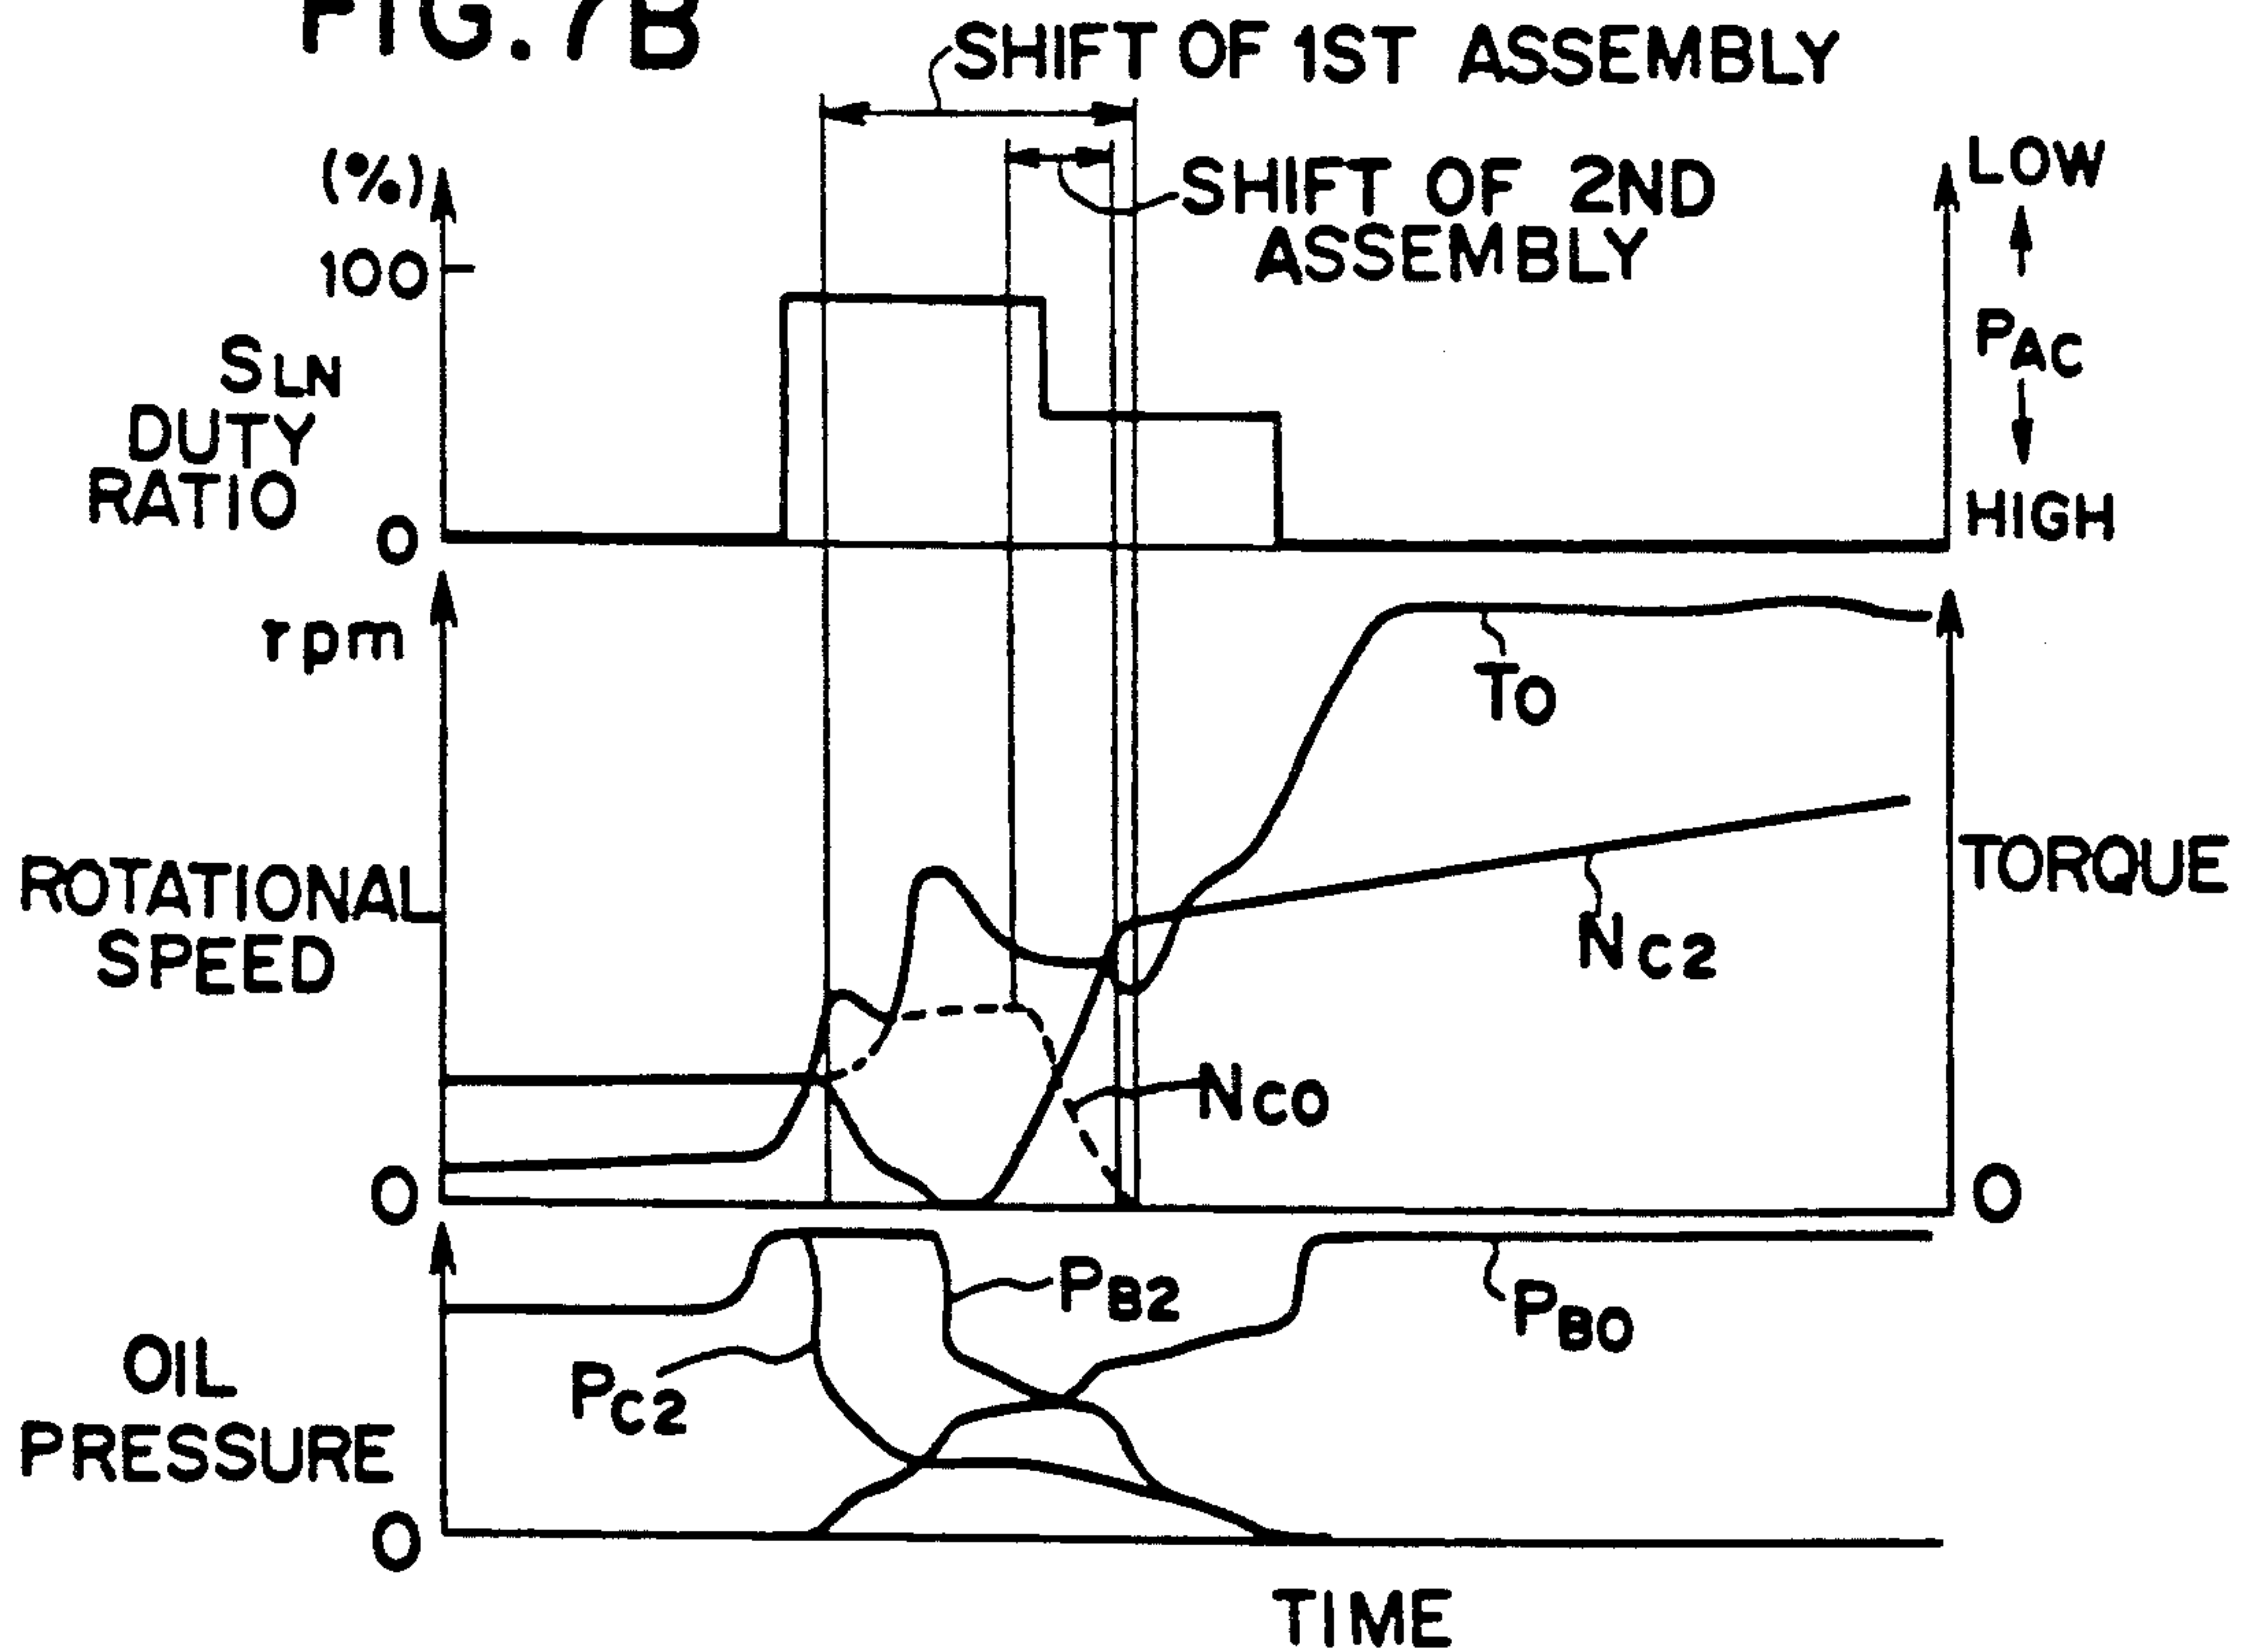 FIG. 7B
SHIFT OF 1ST ASSEMBLY
SHIFT OF 2ND
ASSEMBLY
(%)
100
SLN
DUTY
RATIO
0
LOW
PAC
HIGH
rpm
ROTATIONAL
SPEED
0
TO
NC2
NCO
TORQUE
0
OIL
PRESSURE
0
PC2
PB2
PBO
TIME